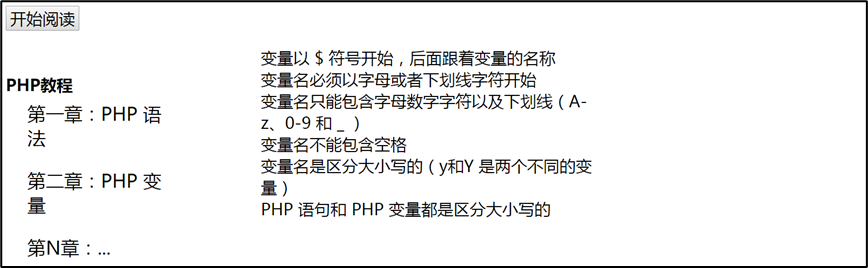 开始阅读
PHP教程
第一章：PHP 语
法
第二章：PHP 变
量
第N章：...
变量以 $ 符号开始，后面跟着变量的名称
变量名必须以字母或者下划线字符开始
变量名只能包含字母数字字符以及下划线（A-
z、0-9 和 _ ）
变量名不能包含空格
变量名是区分大小写的（y和Y 是两个不同的变
量）
PHP 语句和 PHP 变量都是区分大小写的